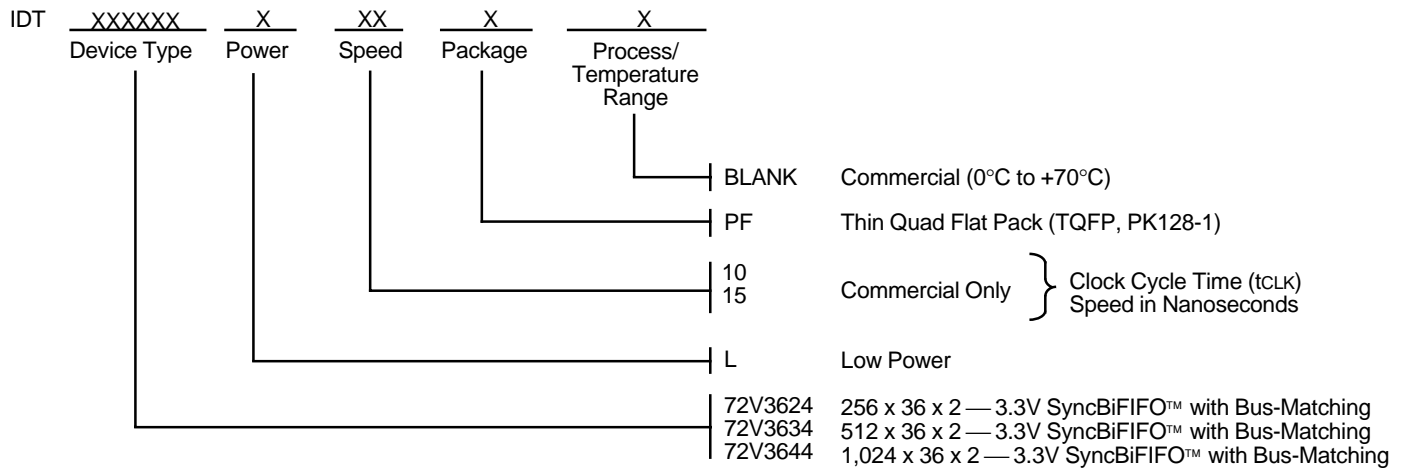 IDT XXXXXX X XX X X
Device Type Power Speed Package Process/
Temperature
Range
BLANK Commercial (0°C to +70°C)
PF Thin Quad Flat Pack (TQFP, PK128-1)
10
15
Commercial Only } Clock Cycle Time (tCLK)
Speed in Nanoseconds
L Low Power
72V3624 256 x 36 x 2 — 3.3V SyncBiFIFO™ with Bus-Matching
72V3634 512 x 36 x 2 — 3.3V SyncBiFIFO™ with Bus-Matching
72V3644 1,024 x 36 x 2 — 3.3V SyncBiFIFO™ with Bus-Matching